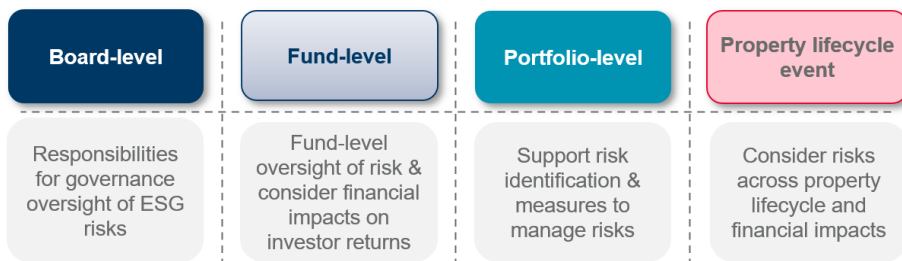 Board-level
Fund-level
Portfolio-level
Property lifecycle
event
Responsibilities
for governance
oversight of ESG
risks
Fund-level
oversight of risk &
consider financial
impacts on
investor returns
Support risk
identification &
measures to
manage risks
Consider risks
across property
lifecycle and
financial impacts